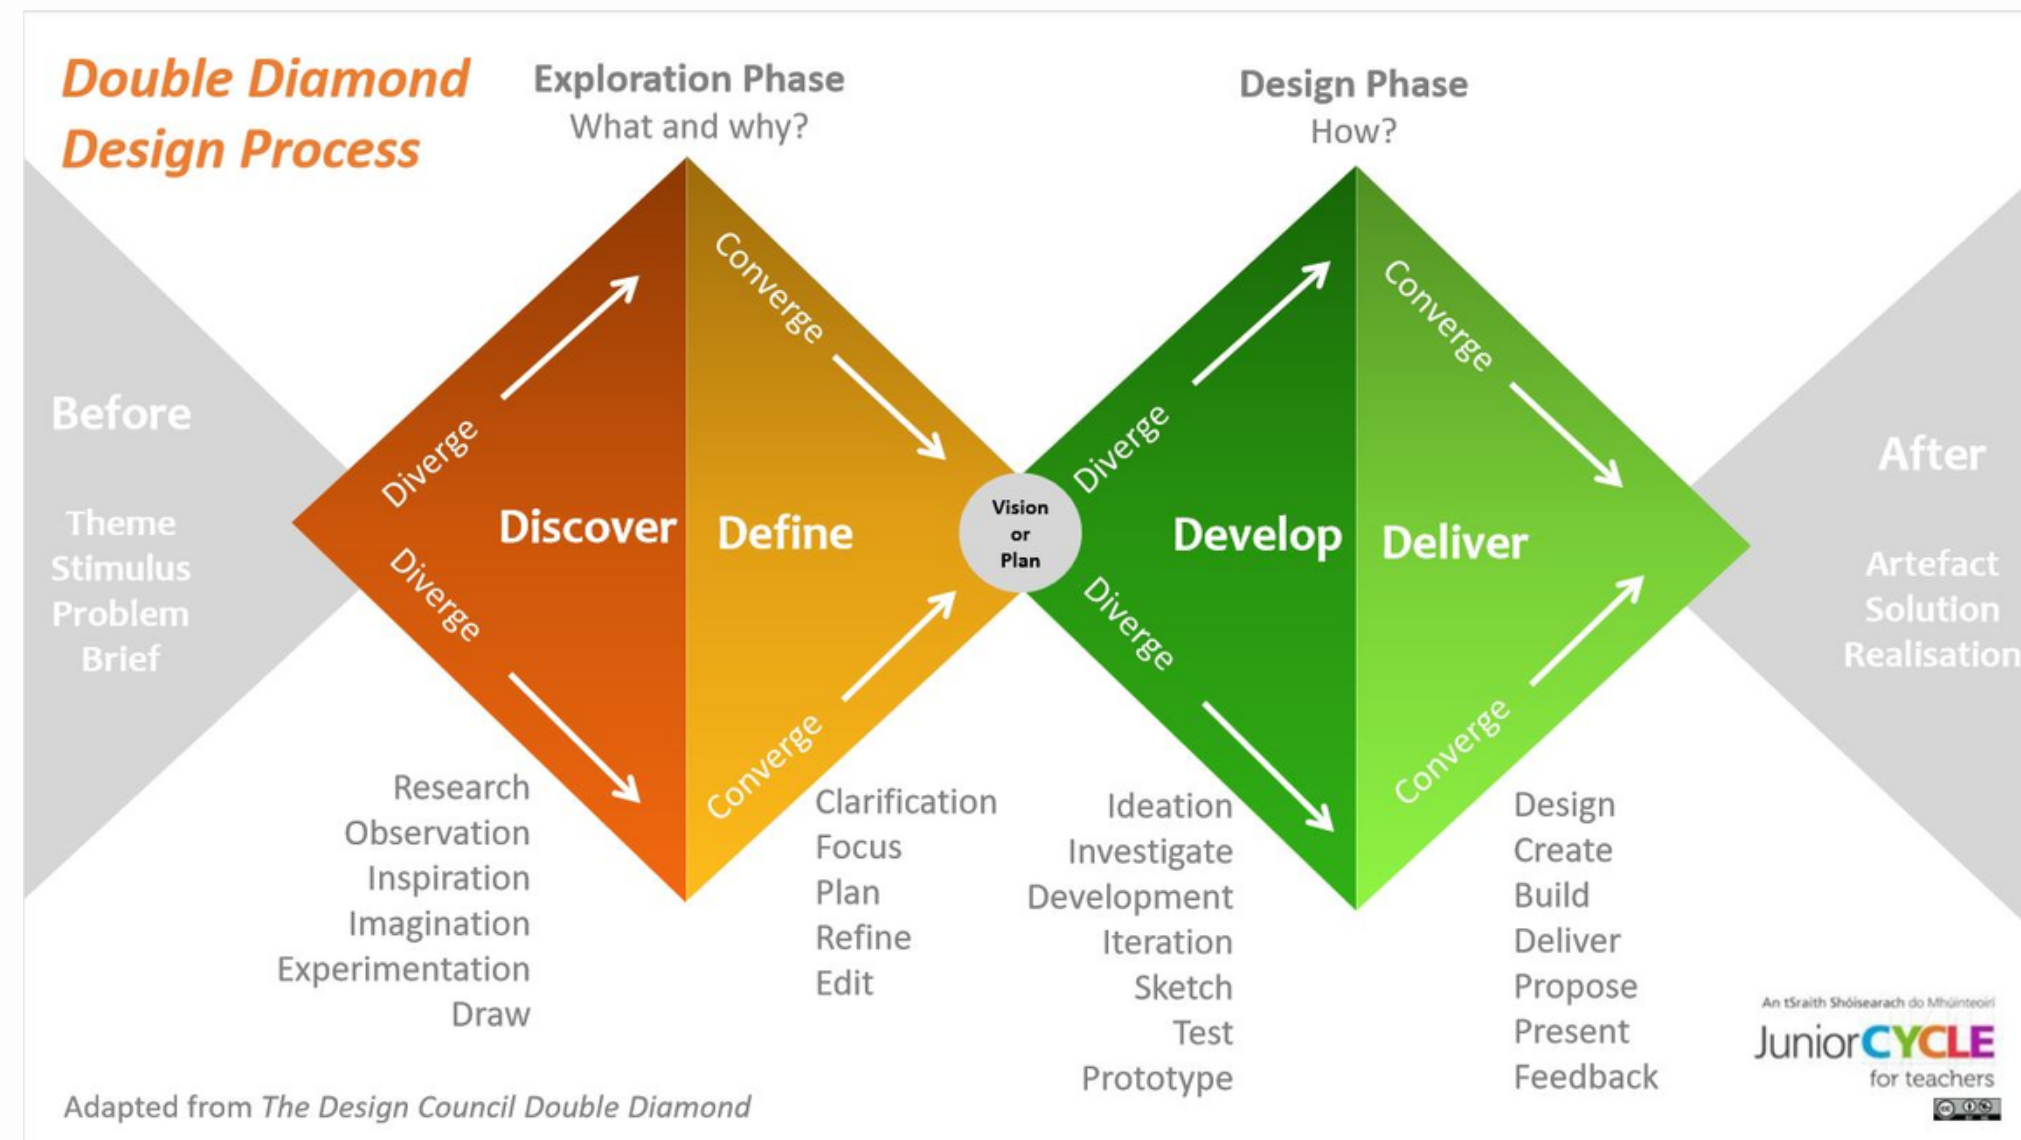 Double Diamond
Design Process
Exploration Phase
What and why?
Design Phase
How?
Before
Theme
Stimulus
Problem
Brief
Diverge
Diverge
Discover
Converge
Converge
Define
Vision
or
Plan
Diverge
Diverge
Develop
Converge
Converge
Deliver
After
Artefact
Solution
Realisation
Research
Observation
Inspiration
Imagination
Experimentation
Draw
Clarification
Focus
Plan
Refine
Edit
Ideation
Investigate
Development
Iteration
Sketch
Test
Prototype
Design
Create
Build
Deliver
Propose
Present
Feedback
Adapted from The Design Council Double Diamond
An tSraith Shóisearach do Mhúinteoirí
JuniorCYCLE
for teachers